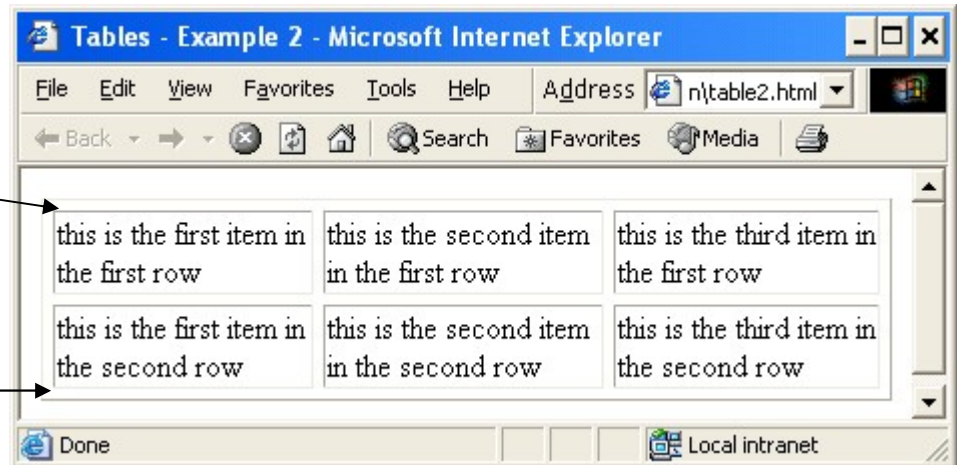 Tables - Example 2 - Microsoft Internet Explorer
File Edit View Favorites Tools Help Address n\table2.html
Back Search Favorites Media
this is the first item in the first row
this is the second item in the first row
this is the third item in the first row
this is the first item in the second row
this is the second item in the second row
this is the third item in the second row
Done Local intranet